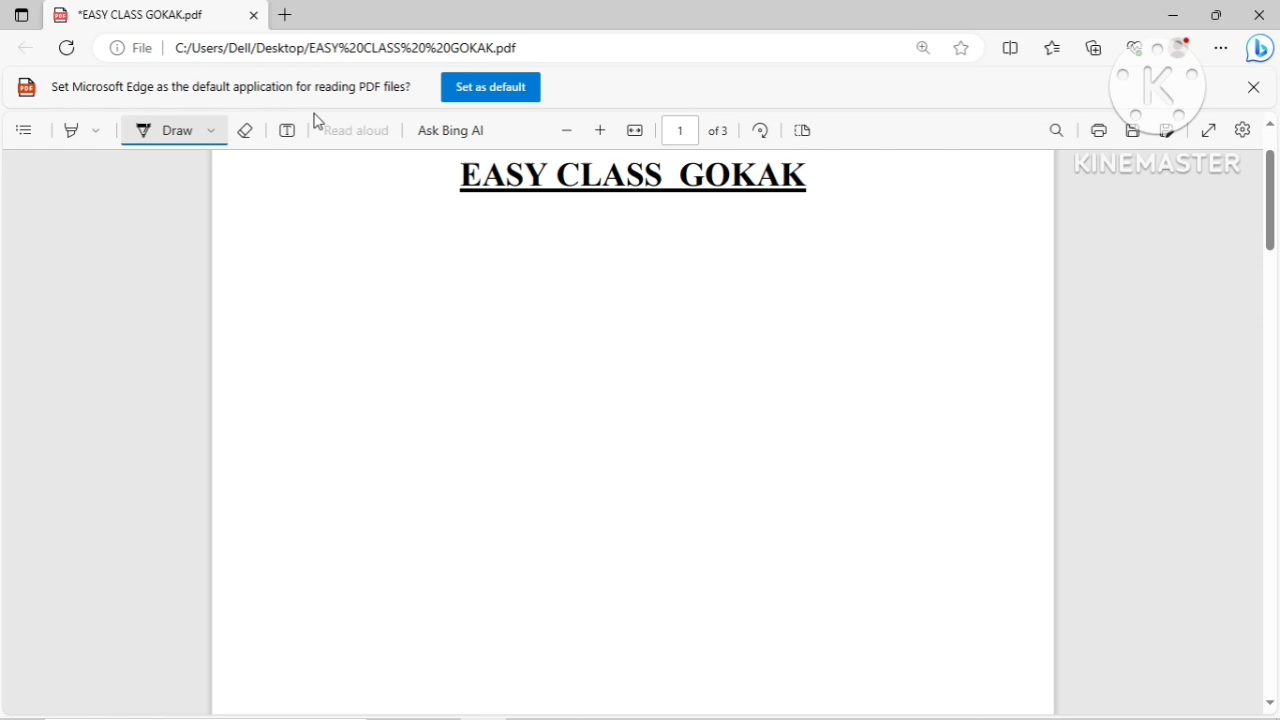 *EASY CLASS GOKAK.pdf
File C:/Users/Dell/Desktop/EASY%20CLASS%20%20GOKAK.pdf
Set Microsoft Edge as the default application for reading PDF files? Set as default
K
Draw Read aloud Ask Bing AI 1 of 3
KINEMASTER
EASY CLASS GOKAK